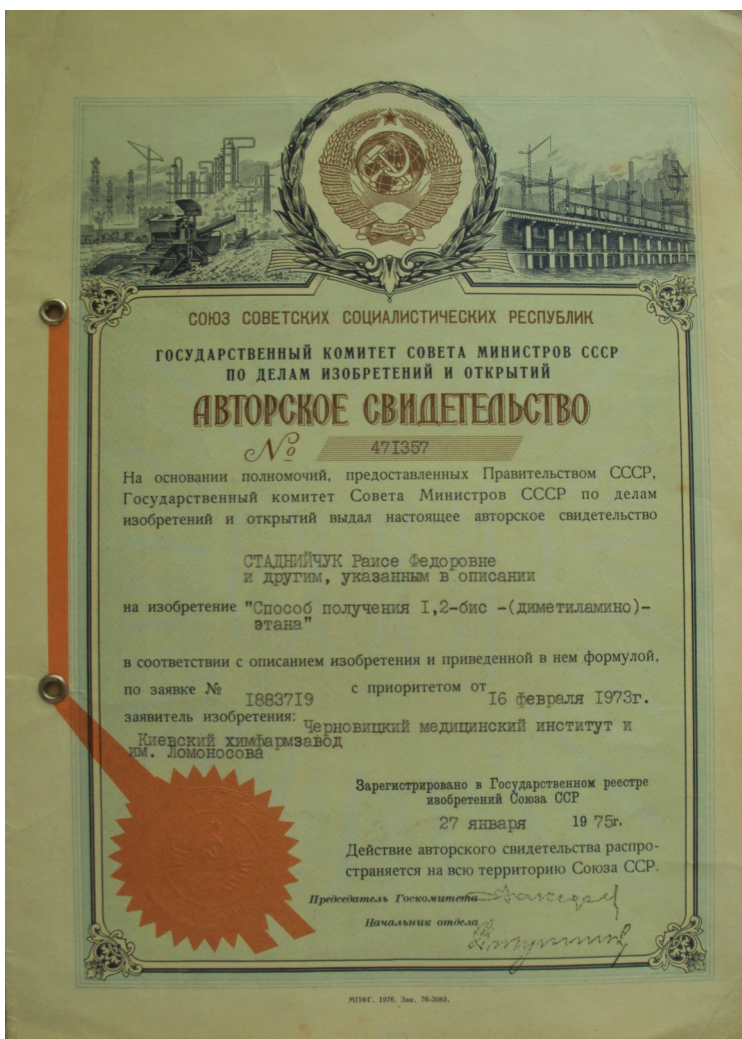 СОЮЗ СОВЕТСКИХ СОЦИАЛИСТИЧЕСКИХ РЕСПУБЛИК
ГОСУДАРСТВЕННЫЙ КОМИТЕТ СОВЕТА МИНИСТРОВ СССР
ПО ДЕЛАМ ИЗОБРЕТЕНИЙ И ОТКРЫТИЙ
АВТОРСКОЕ СВИДЕТЕЛЬСТВО
№ 471357
На основании полномочий, предоставленных Правительством СССР,
Государственный комитет Совета Министров СССР по делам
изобретений и открытий выдал настоящее авторское свидетельство
СТАДНИЙЧУК Раисе Федоровне
и другим, указанным в описании
на изобретение "Способ получения I,2-бис -(диметиламино)-
этана"
в соответствии с описанием изобретения и приведенной в нем формулой,
по заявке № 1883719 с приоритетом от 16 февраля 1973г.
заявитель изобретения: Черновицкий медицинский институт и
Киевский химфармзавод
им. Ломоносова
Зарегистрировано в Государственном реестре
изобретений Союза ССР
27 января 1975г.
Действие авторского свидетельства распро-
страняется на всю территорию Союза ССР.
Председатель Госкомитета
Начальник отдела
МПФГ. 1976. Зак. 76-3083.